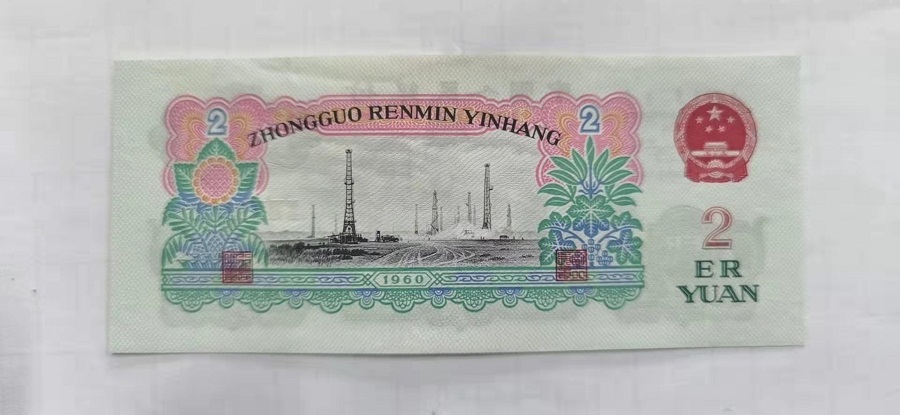 2
ZHONGGUO RENMIN YINHANG
2
1960
2
ER
YUAN